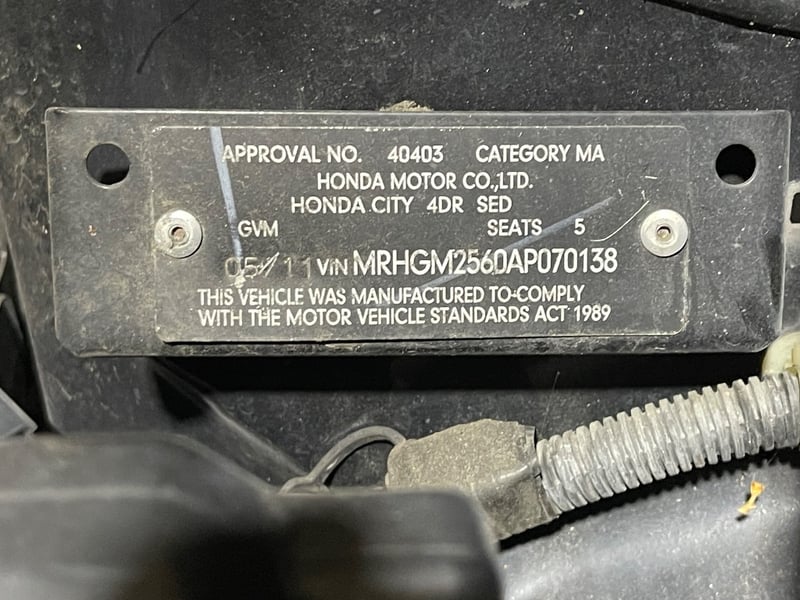 APPROVAL NO. 40403 CATEGORY MA
HONDA MOTOR CO.,LTD.
HONDA CITY 4DR SED
GVM SEATS 5
05/11 VIN MRHGM2560AP070138
THIS VEHICLE WAS MANUFACTURED TO COMPLY
WITH THE MOTOR VEHICLE STANDARDS ACT 1989